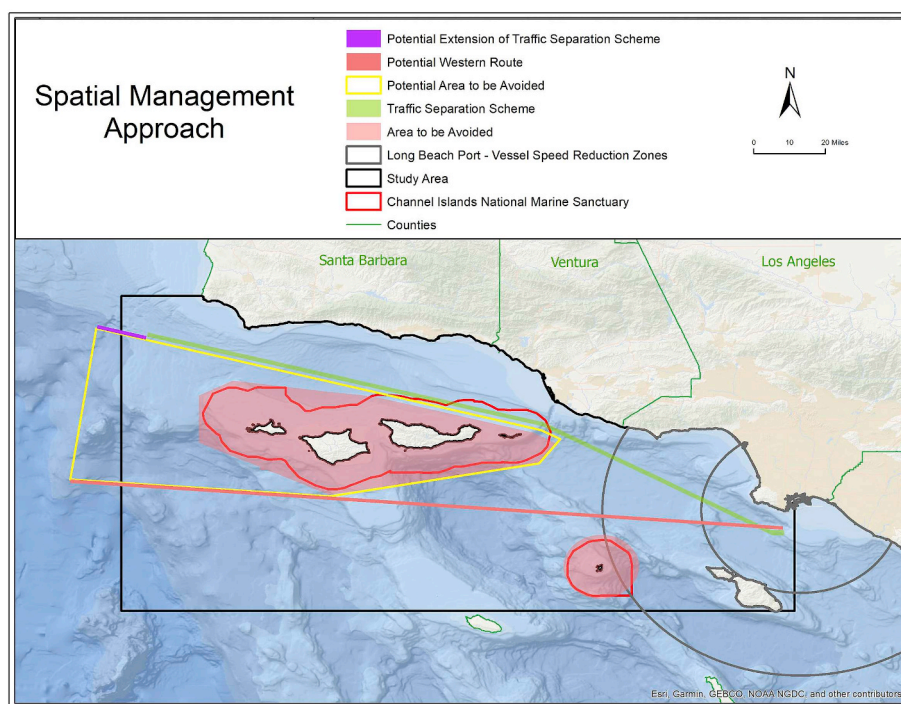 Spatial Management
Approach
Potential Extension of Traffic Separation Scheme
Potential Western Route
Potential Area to be Avoided
Traffic Separation Scheme
Area to be Avoided
Long Beach Port - Vessel Speed Reduction Zones
Study Area
Channel Islands National Marine Sanctuary
Counties
N
0 10 20 Miles
Santa Barbara
Ventura
Los Angeles
Esri, Garmin, GEBCO, NOAA NGDC, and other contributors